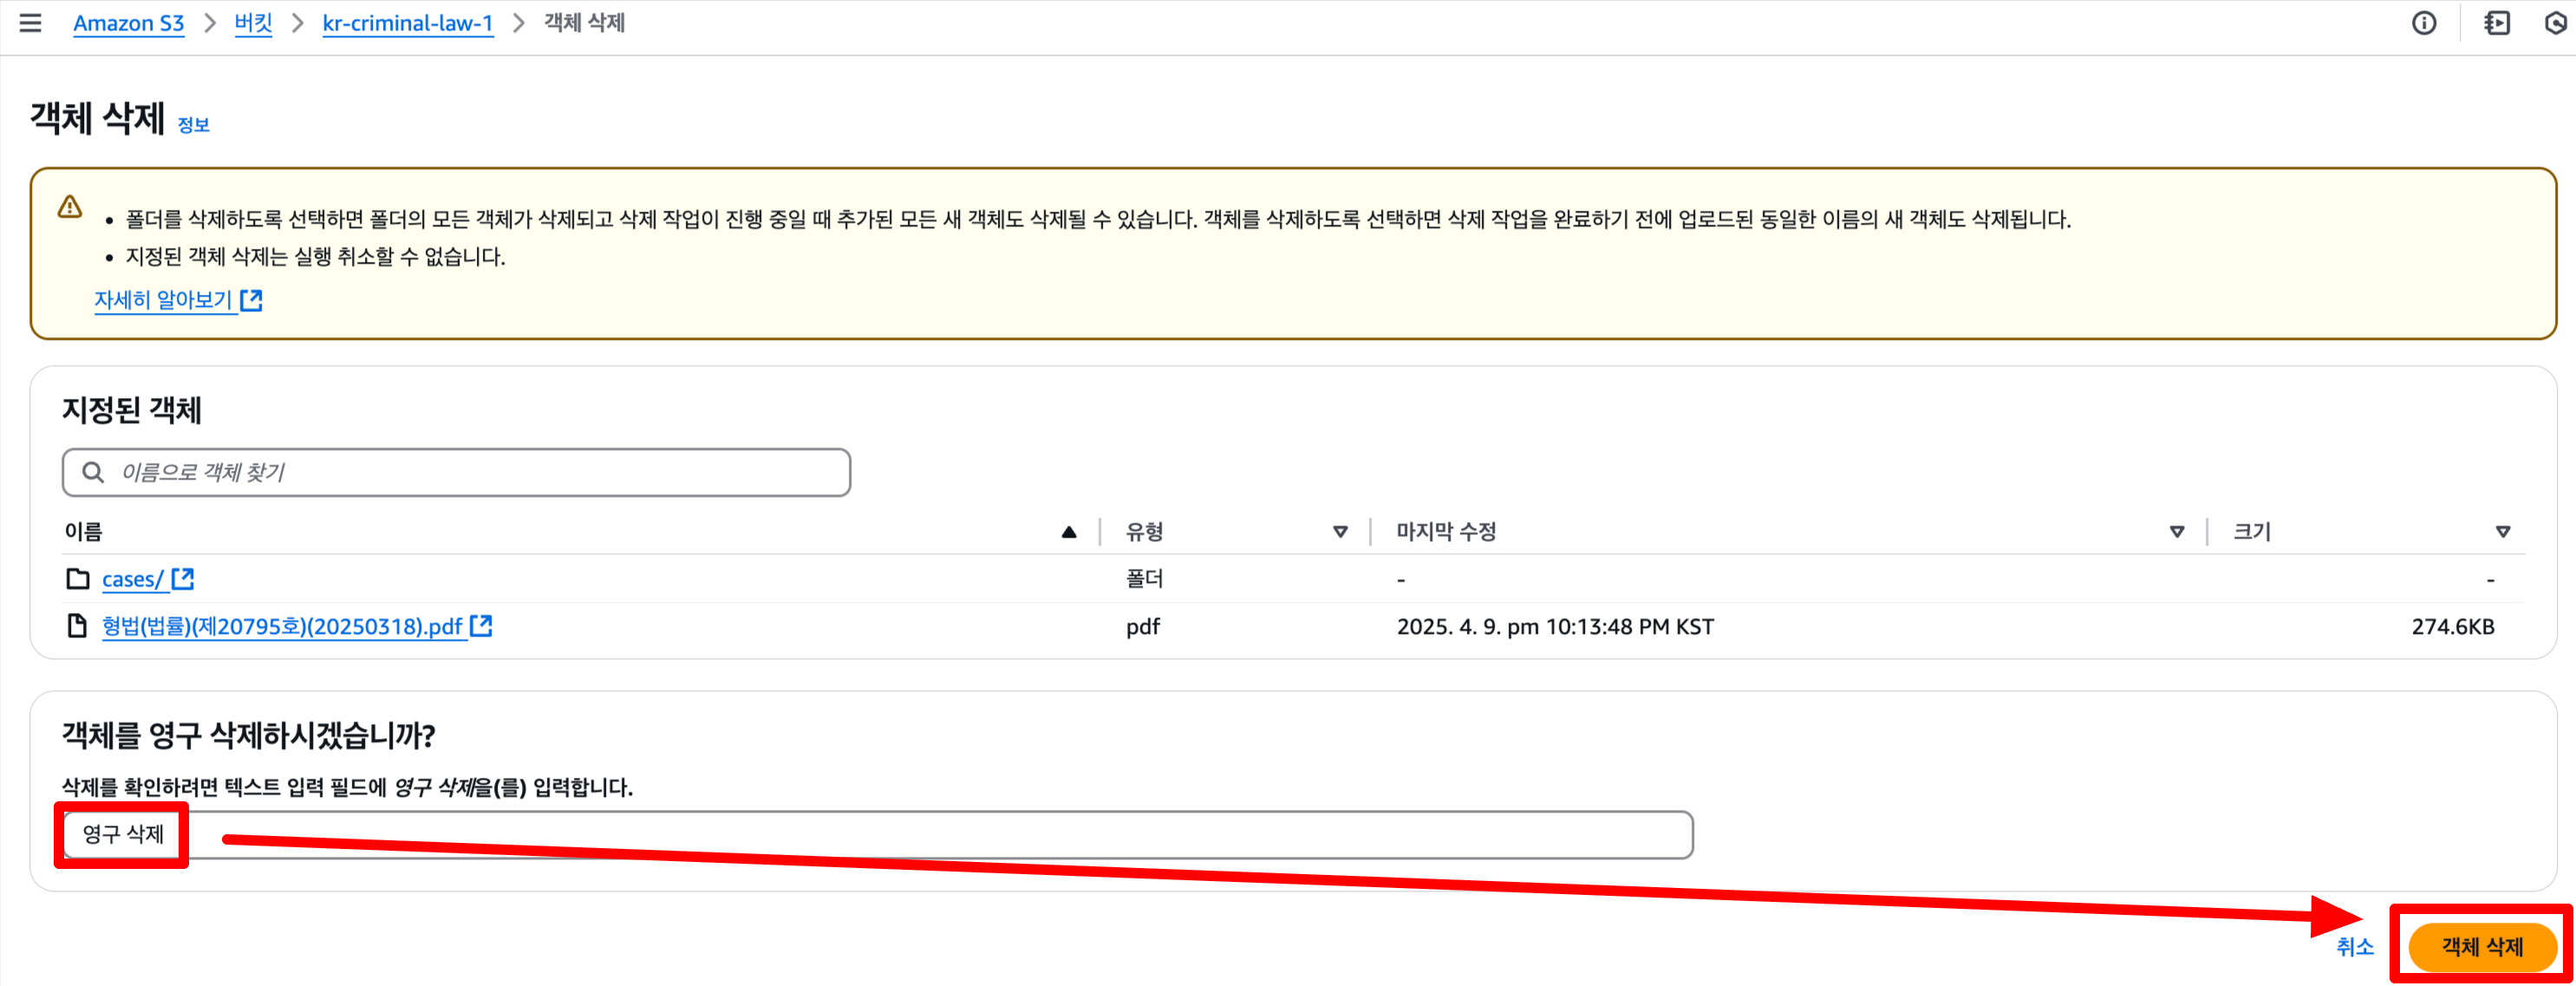 Amazon S3 > 버킷 > kr-criminal-law-1 > 객체 삭제
객체 삭제 정보
• 폴더를 삭제하도록 선택하면 폴더의 모든 객체가 삭제되고 삭제 작업이 진행 중일 때 추가된 모든 새 객체도 삭제될 수 있습니다. 객체를 삭제하도록 선택하면 삭제 작업을 완료하기 전에 업로드된 동일한 이름의 새 객체도 삭제됩니다.
• 지정된 객체 삭제는 실행 취소할 수 없습니다.
자세히 알아보기
지정된 객체
이름으로 객체 찾기
이름 유형 마지막 수정 크기
cases/ 폴더 - -
형법(법률)(제20795호)(20250318).pdf pdf 2025. 4. 9. pm 10:13:48 PM KST 274.6KB
객체를 영구 삭제하시겠습니까?
삭제를 확인하려면 텍스트 입력 필드에 영구 삭제을(를) 입력합니다.
영구 삭제
취소 객체 삭제